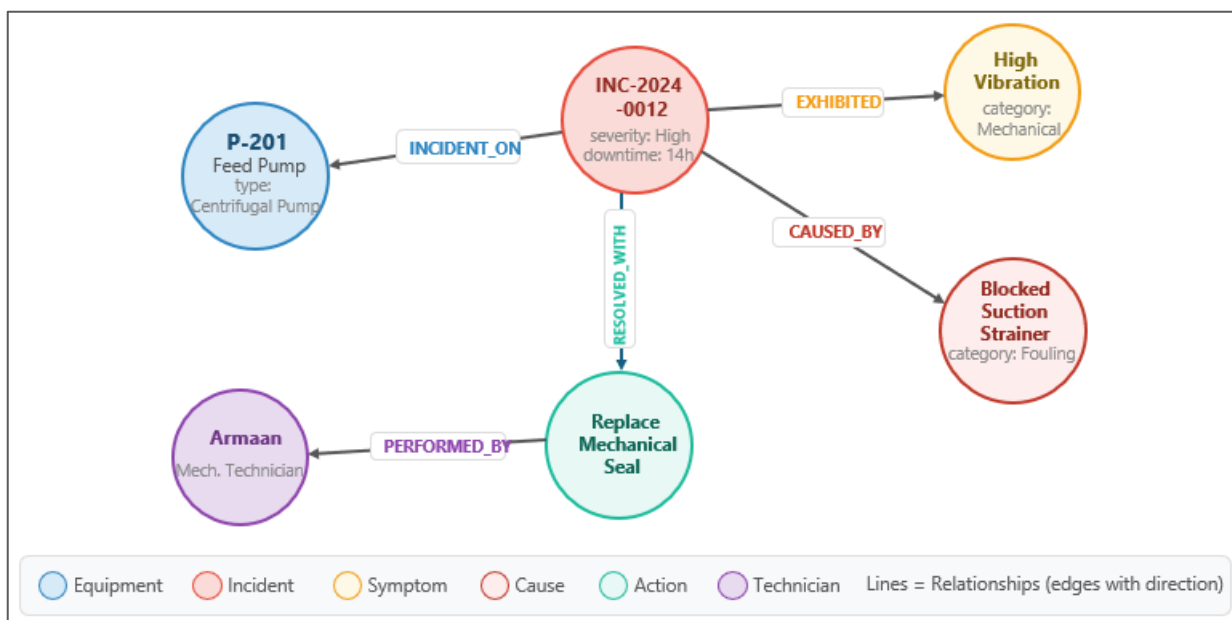 INC-2024
-0012
severity: High
downtime: 14h
EXHIBITED
High
Vibration
category:
Mechanical
INCIDENT_ON
P-201
Feed Pump
type:
Centrifugal Pump
CAUSED_BY
RESOLVED_WITH
Blocked
Suction
Strainer
category: Fouling
Replace
Mechanical
Seal
PERFORMED_BY
Armaan
Mech. Technician
Equipment
Incident
Symptom
Cause
Action
Technician
Lines = Relationships (edges with direction)